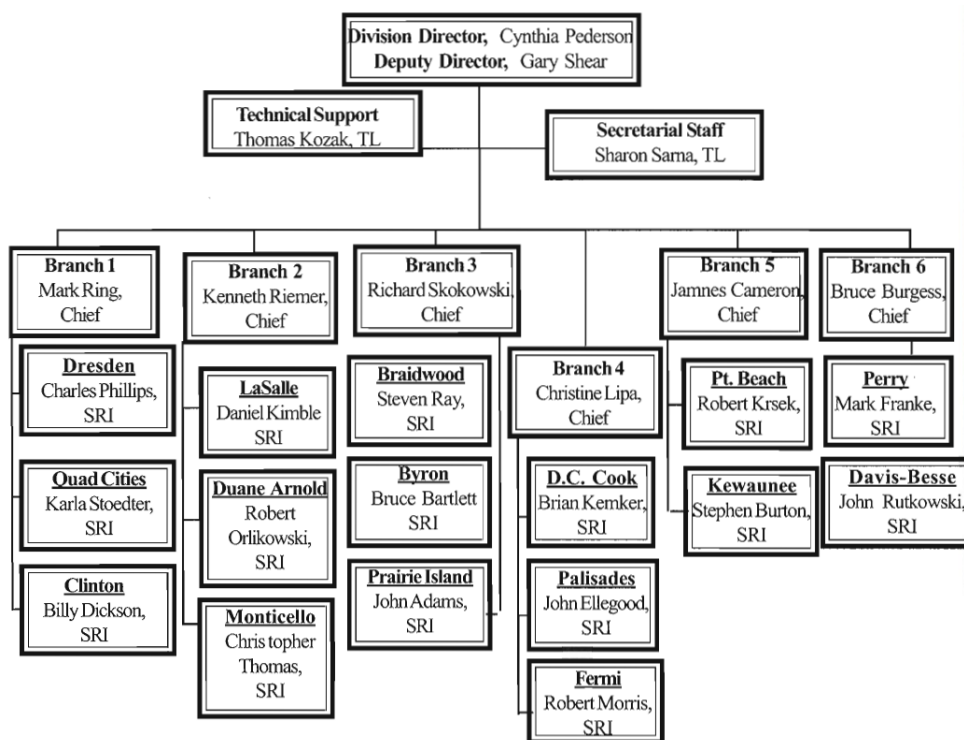 Division Director, Cynthia Pederson
Deputy Director, Gary Shear
Technical Support
Thomas Kozak, TL
Secretarial Staff
Sharon Sarna, TL
Branch 1
Mark Ring,
Chief
Dresden
Charles Phillips,
SRI
Quad Cities
Karla Stoedter,
SRI
Clinton
Billy Dickson,
SRI
Branch 2
Kenneth Riemer,
Chief
LaSalle
Daniel Kimble
SRI
Duane Arnold
Robert
Orlikowski,
SRI
Monticello
Chris topher
Thomas,
SRI
Branch 3
Richard Skokowski,
Chief
Braidwood
Steven Ray,
SRI
Byron
Bruce Bartlett
SRI
Prairie Island
John Adams,
SRI
Branch 4
Christine Lipa,
Chief
D.C. Cook
Brian Kemker,
SRI
Palisades
John Ellegood,
SRI
Fermi
Robert Morris,
SRI
Branch 5
Jamnes Cameron,
Chief
Pt. Beach
Robert Krsek,
SRI
Kewaunee
Stephen Burton,
SRI
Branch 6
Bruce Burgess,
Chief
Perry
Mark Franke,
SRI
Davis-Besse
John Rutkowski,
SRI